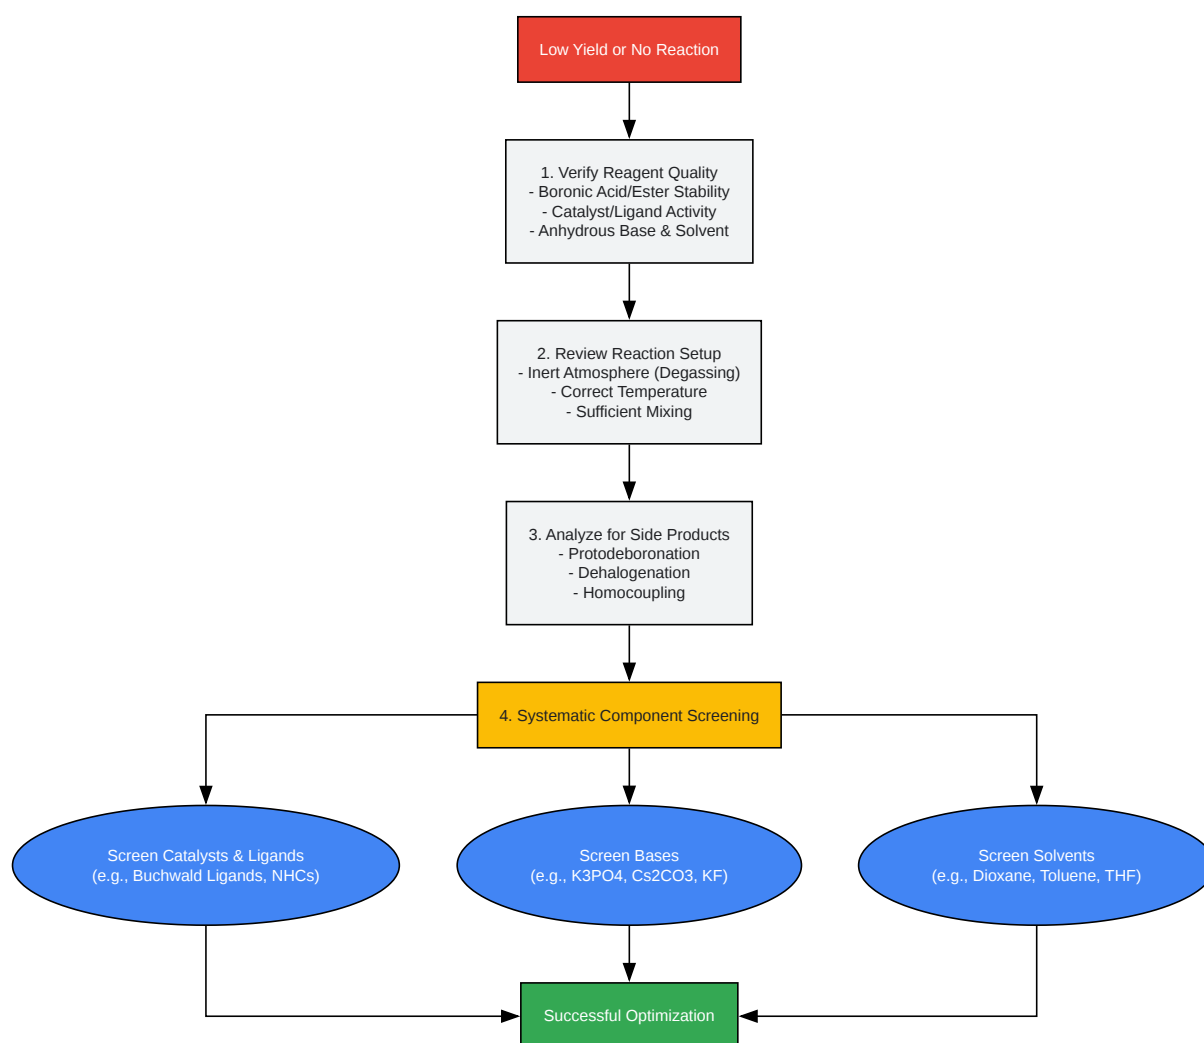 Low Yield or No Reaction
1. Verify Reagent Quality
- Boronic Acid/Ester Stability
- Catalyst/Ligand Activity
- Anhydrous Base & Solvent
2. Review Reaction Setup
- Inert Atmosphere (Degassing)
- Correct Temperature
- Sufficient Mixing
3. Analyze for Side Products
- Protodeboronation
- Dehalogenation
- Homocoupling
4. Systematic Component Screening
Screen Catalysts & Ligands
(e.g., Buchwald Ligands, NHCs)
Screen Bases
(e.g., K3PO4, Cs2CO3, KF)
Screen Solvents
(e.g., Dioxane, Toluene, THF)
Successful Optimization